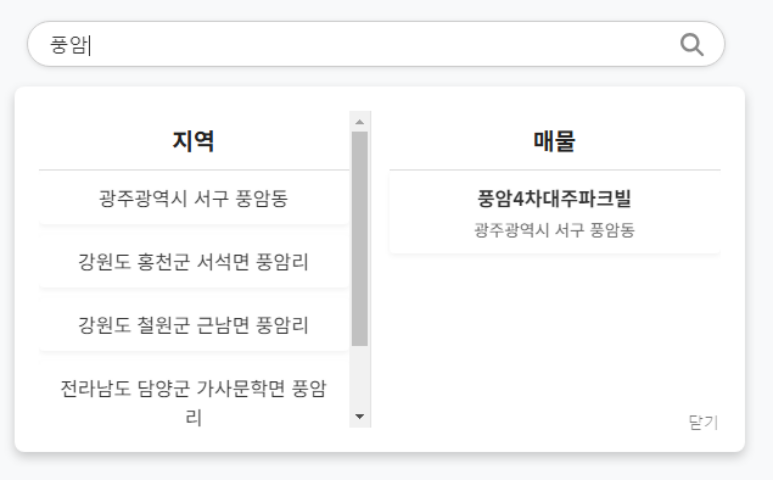 풍암
지역
광주광역시 서구 풍암동
강원도 홍천군 서석면 풍암리
강원도 철원군 근남면 풍암리
전라남도 담양군 가사문학면 풍암
리
매물
풍암4차대주파크빌
광주광역시 서구 풍암동
닫기